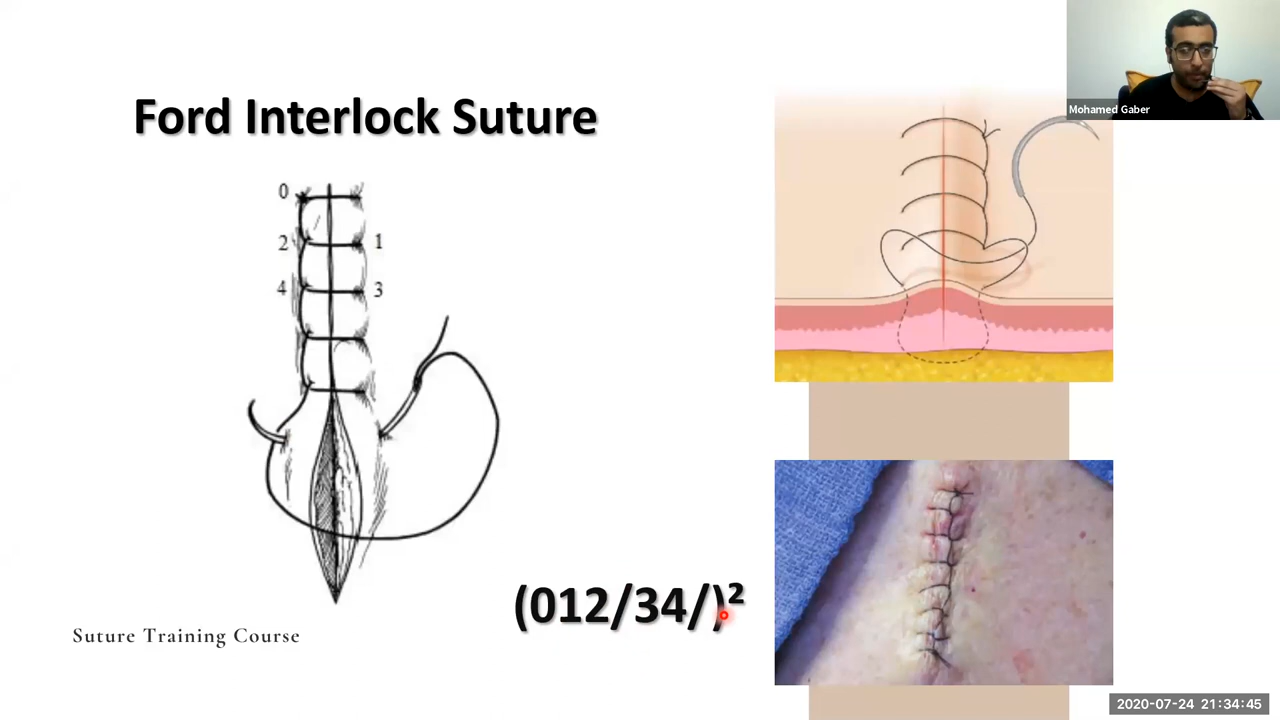 Mohamed Gaber
Ford Interlock Suture
0
2 1
4 3
(012/34/)²
Suture Training Course
2020-07-24 21:34:45